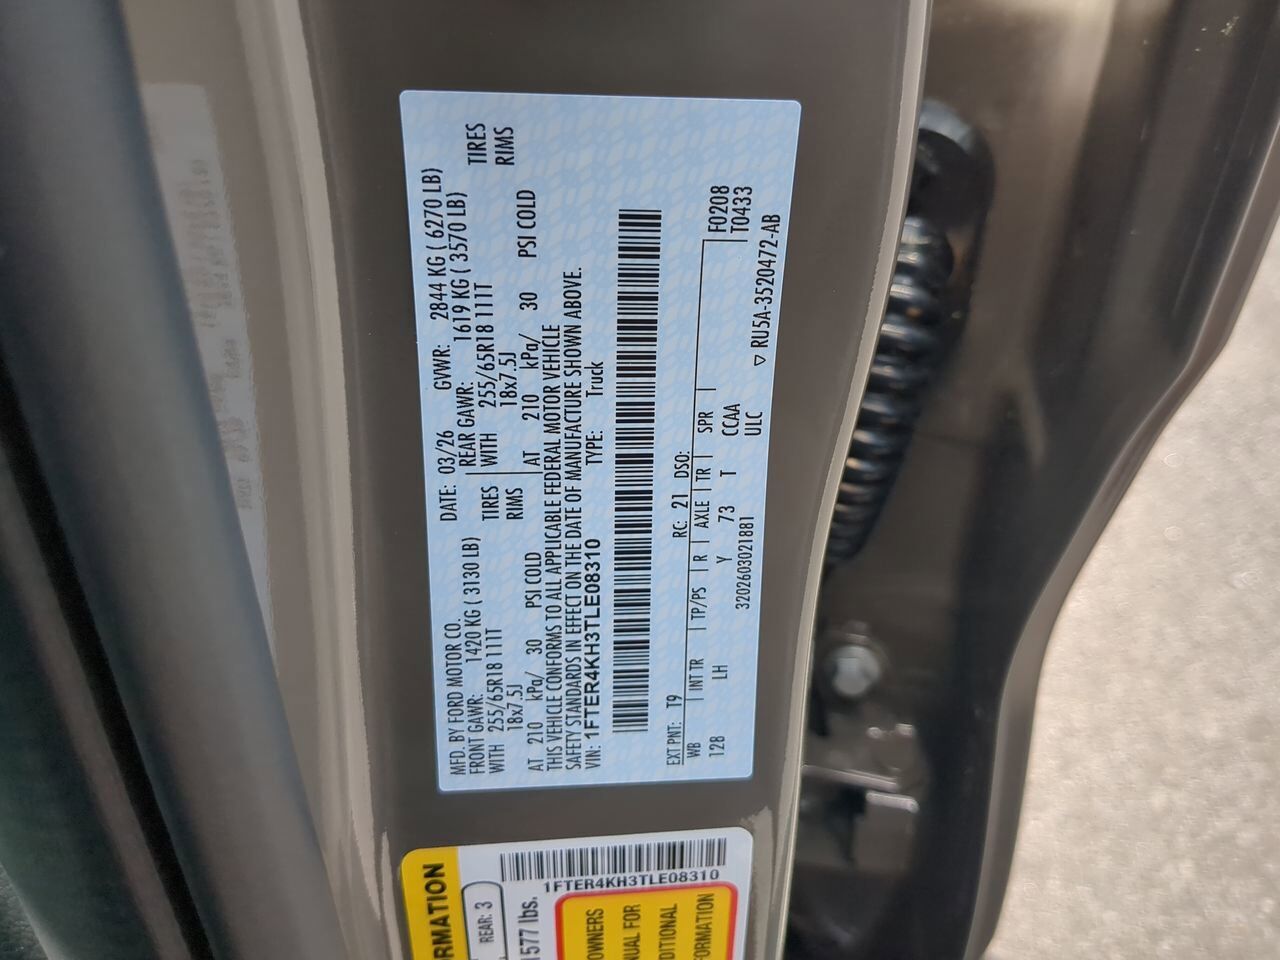 MFD. BY FORD MOTOR CO. DATE: 03/26 GVWR: 2844 KG ( 6270 LB)
FRONT GAWR: 1420 KG ( 3130 LB) REAR GAWR: 1619 KG ( 3570 LB)
WITH 255/65R18 111T TIRES WITH 255/65R18 111T TIRES
18x7.5J RIMS 18x7.5J RIMS
AT 210 kPa/ 30 PSI COLD AT 210 kPa/ 30 PSI COLD
THIS VEHICLE CONFORMS TO ALL APPLICABLE FEDERAL MOTOR VEHICLE
SAFETY STANDARDS IN EFFECT ON THE DATE OF MANUFACTURE SHOWN ABOVE.
VIN: 1FTER4KH3TLE08310 TYPE: Truck
EXT PNT: T9 RC: 21 DSO: F0208
WB INT TR TP/PS R AXLE TR SPR T0433
128 LH Y 73 T CCAA
3202603021881 ULC ▽ RU5A-3520472-AB
RMATION
REAR: 3
1577 lbs.
1FTER4KH3TLE08310
OWNERS
NUAL FOR
DITIONAL
FORMATION